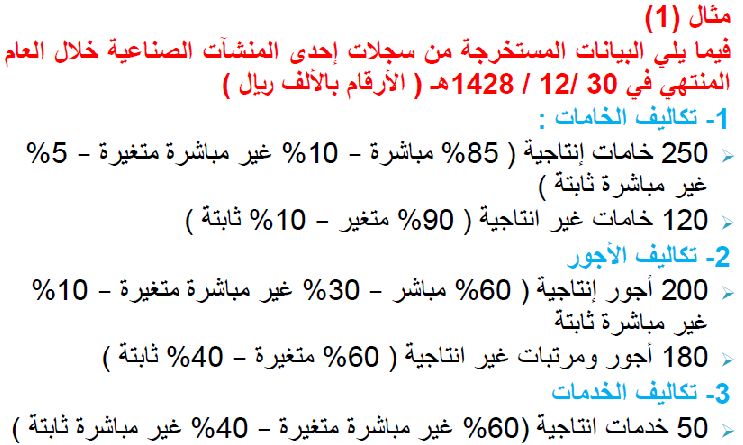 مثال (1)
فيما يلي البيانات المستخرجة من سجلات إحدى المنشآت الصناعية خلال العام
المنتهي في 30 /12 / 1428هـ ( الأرقام بالألف ريال )
1- تكاليف الخامات :
250 خامات إنتاجية ( 85% مباشرة – 10% غير مباشرة متغيرة – 5%
غير مباشرة ثابتة )
120 خامات غير انتاجية ( 90% متغير – 10% ثابتة )
2- تكاليف الأجور
200 أجور إنتاجية ( 60% مباشر – 30% غير مباشرة متغيرة – 10%
غير مباشرة ثابتة
180 أجور ومرتبات غير انتاجية ( 60% متغيرة – 40% ثابتة )
3- تكاليف الخدمات
50 خدمات انتاجية (60% غير مباشرة متغيرة – 40% غير مباشرة ثابتة )